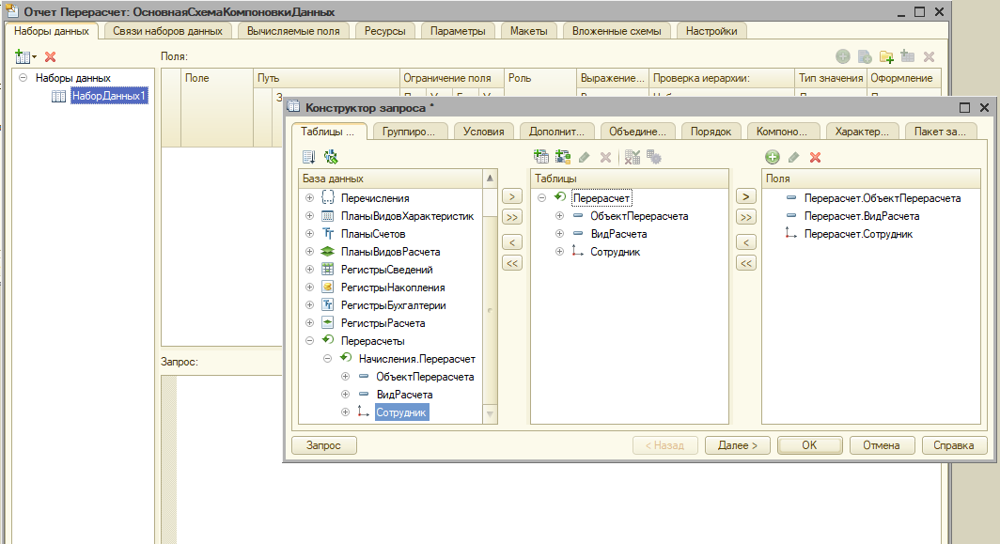 Отчет Перерасчет: ОсновнаяСхемаКомпоновкиДанных
Наборы данных Связи наборов данных Вычисляемые поля Ресурсы Параметры Макеты Вложенные схемы Настройки
Поля:
Наборы данных
НаборДанных1
Поле Путь Ограничение поля Роль Выражение... Проверка иерархии: Тип значения Оформление
Конструктор запроса *
Таблицы ... Группиро... Условия Дополнит... Объедине... Порядок Компоно... Характер... Пакет за...
База данных
Перечисления
ПланыВидовХарактеристик
ПланыСчетов
ПланыВидовРасчета
РегистрыСведений
РегистрыНакопления
РегистрыБухгалтерии
РегистрыРасчета
Перерасчеты
Начисления.Перерасчет
ОбъектПерерасчета
ВидРасчета
Сотрудник
> >> < <<
Таблицы
Перерасчет
ОбъектПерерасчета
ВидРасчета
Сотрудник
> >> < <<
Поля
Перерасчет.ОбъектПерерасчета
Перерасчет.ВидРасчета
Перерасчет.Сотрудник
Запрос:
Запрос < Назад Далее > OK Отмена Справка